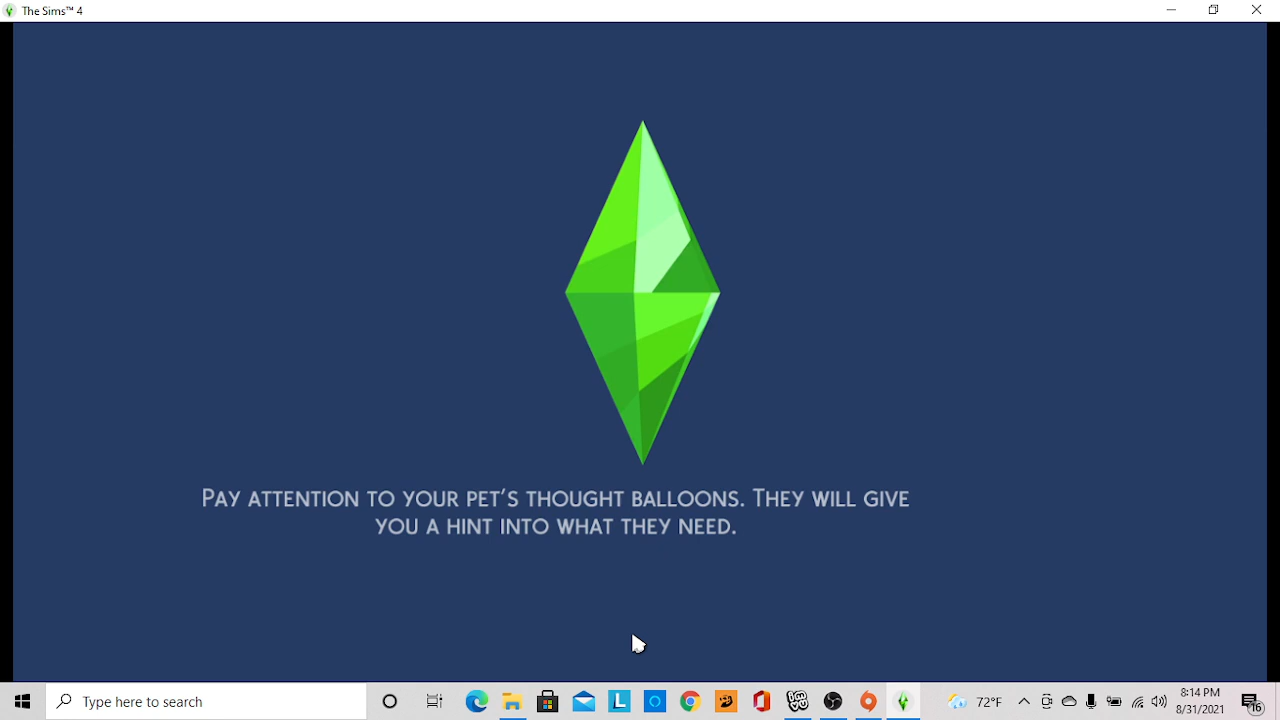 The Sims™ 4
PAY ATTENTION TO YOUR PET'S THOUGHT BALLOONS. THEY WILL GIVE
YOU A HINT INTO WHAT THEY NEED.
Type here to search
L
72°F
8:14 PM
8/31/2021
16